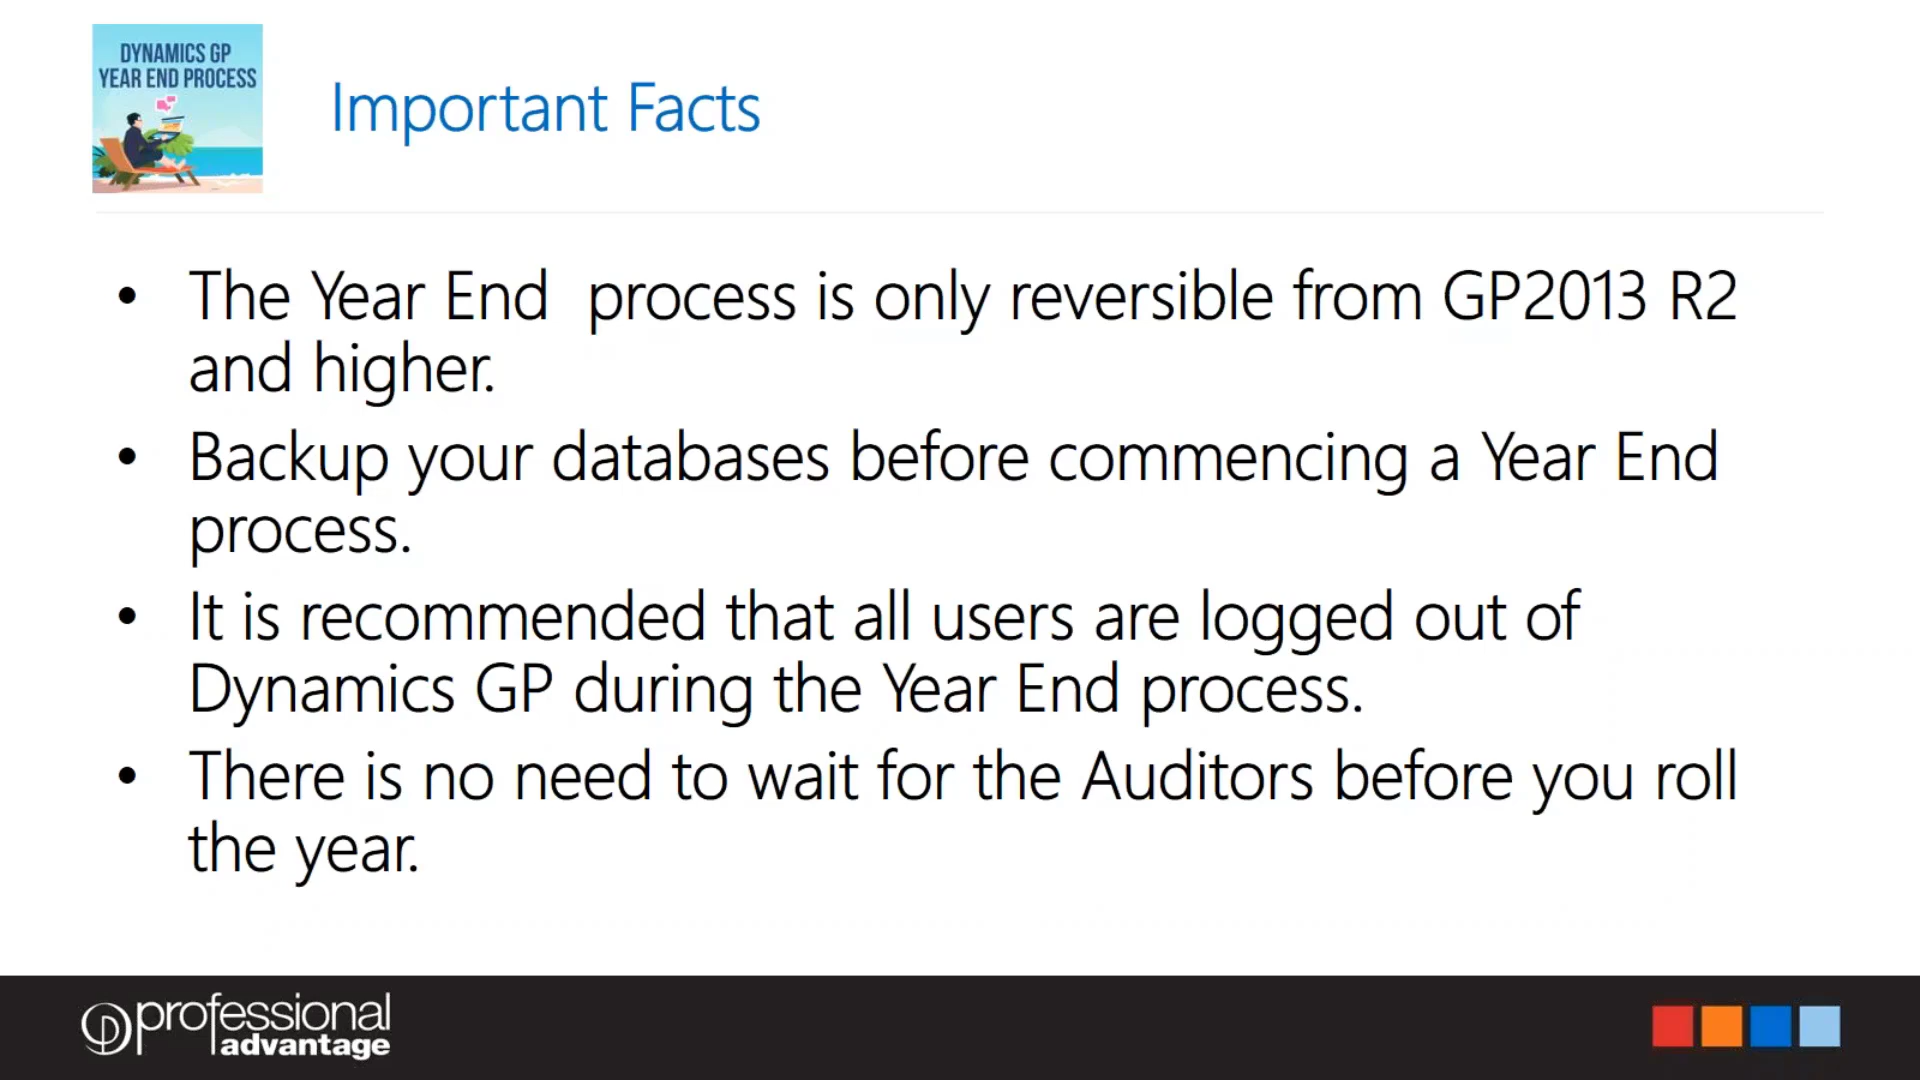 DYNAMICS GP
YEAR END PROCESS
Important Facts
• The Year End  process is only reversible from GP2013 R2
and higher.
• Backup your databases before commencing a Year End
process.
• It is recommended that all users are logged out of
Dynamics GP during the Year End process.
• There is no need to wait for the Auditors before you roll
the year.
professional
advantage